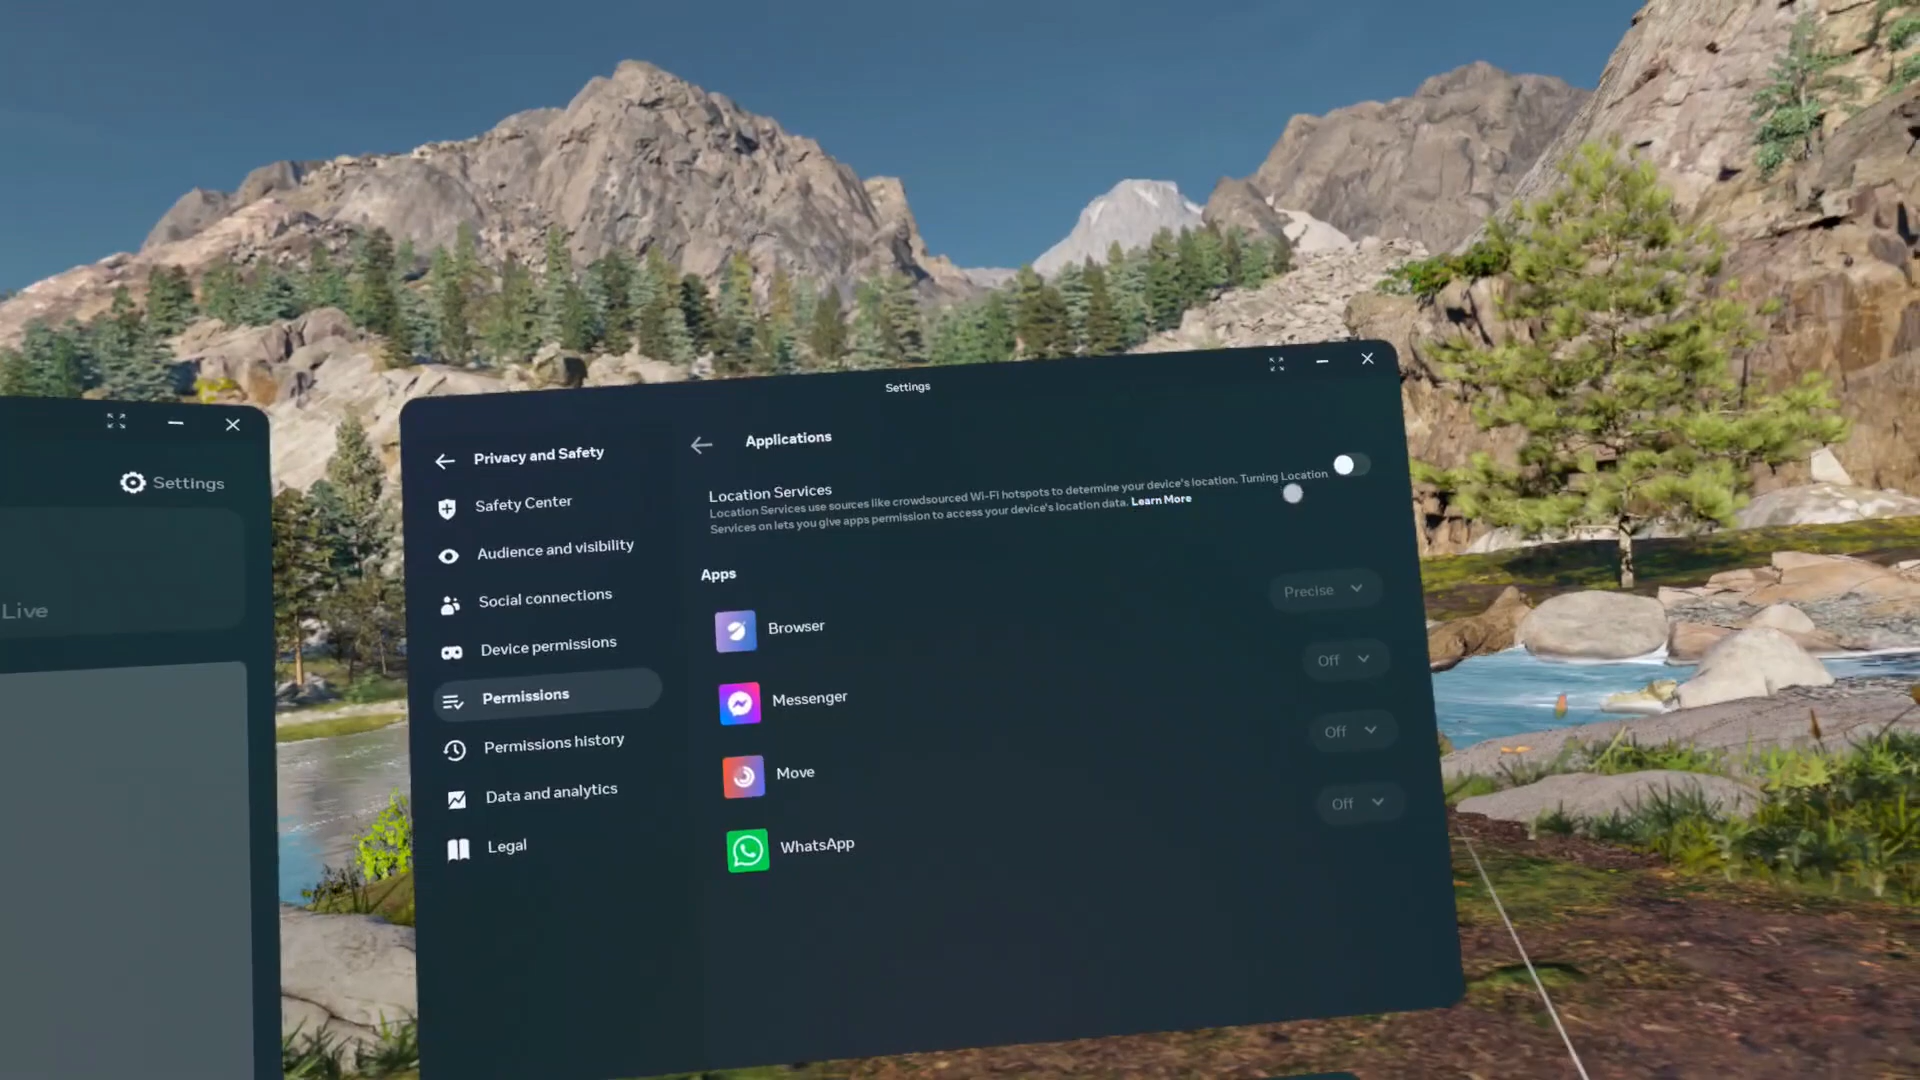 Settings
Live
Settings
Privacy and Safety
Safety Center
Audience and visibility
Social connections
Device permissions
Permissions
Permissions history
Data and analytics
Legal
Applications
Location Services
Location Services use sources like crowdsourced Wi-Fi hotspots to determine your device's location. Turning Location
Services on lets you give apps permission to access your device's location data. Learn More
Apps
Browser
Precise
Messenger
Off
Move
Off
WhatsApp
Off